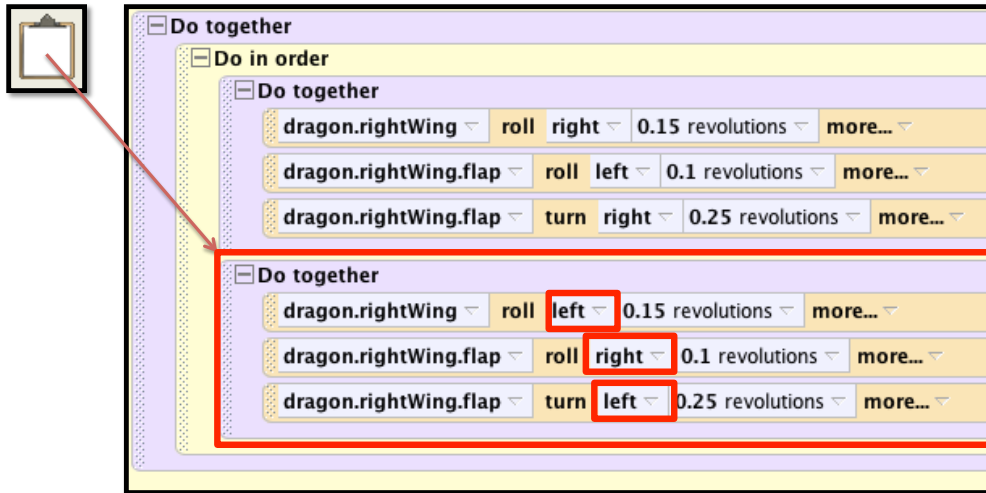 Do together
Do in order
Do together
dragon.rightWing roll right 0.15 revolutions more...
dragon.rightWing.flap roll left 0.1 revolutions more...
dragon.rightWing.flap turn right 0.25 revolutions more...
Do together
dragon.rightWing roll left 0.15 revolutions more...
dragon.rightWing.flap roll right 0.1 revolutions more...
dragon.rightWing.flap turn left 0.25 revolutions more...